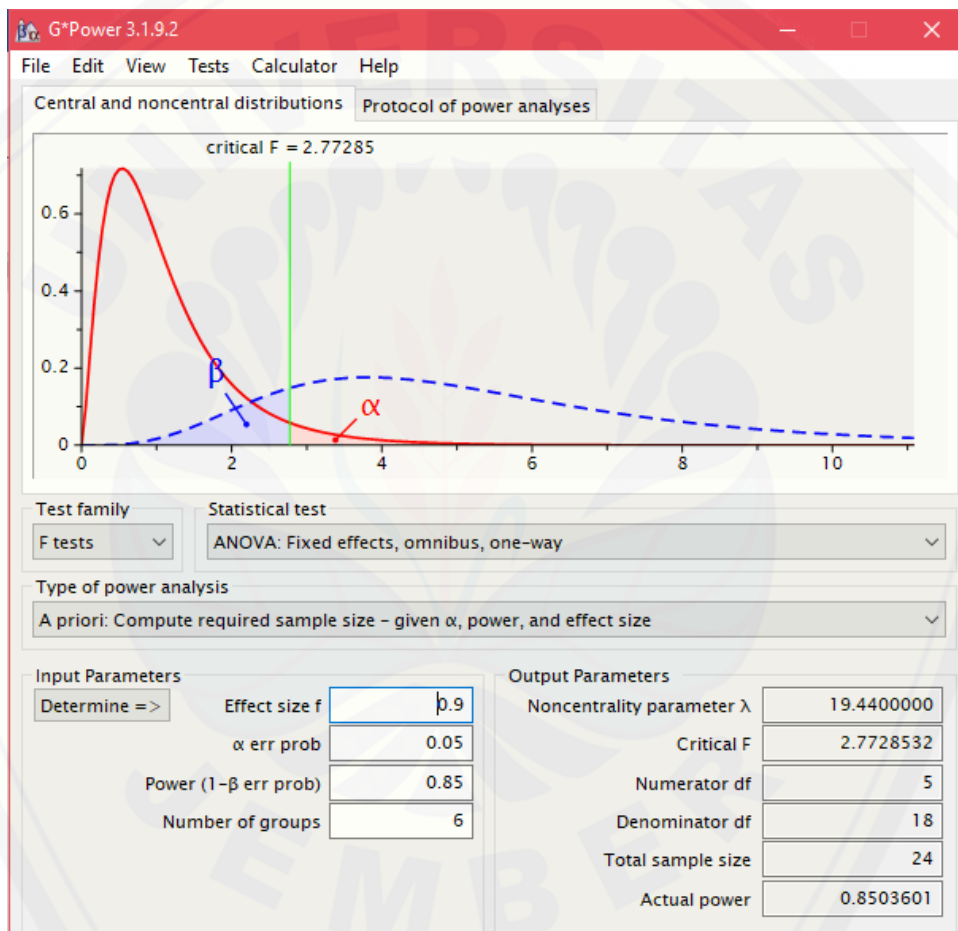 G*Power 3.1.9.2
File Edit View Tests Calculator Help
Central and noncentral distributions Protocol of power analyses
critical F = 2.77285
0.6
0.4
0.2
0
β
α
0 2 4 6 8 10
Test family Statistical test
F tests ANOVA: Fixed effects, omnibus, one-way
Type of power analysis
A priori: Compute required sample size – given α, power, and effect size
Input Parameters Output Parameters
Determine => Effect size f 0.9 Noncentrality parameter λ 19.4400000
α err prob 0.05 Critical F 2.7728532
Power (1-β err prob) 0.85 Numerator df 5
Number of groups 6 Denominator df 18
Total sample size 24
Actual power 0.8503601
UNIVERSITAS
JEMBER